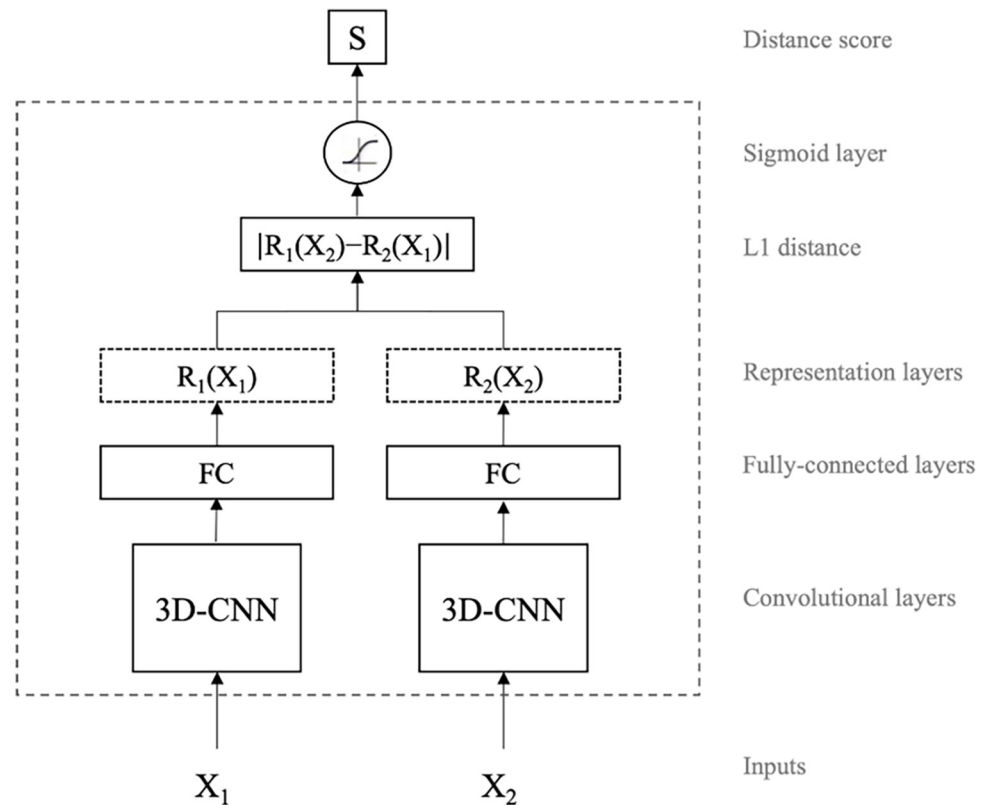 S Distance score
Sigmoid layer
|R₁(X₂)−R₂(X₁)| L1 distance
R₁(X₁) R₂(X₂) Representation layers
FC FC Fully-connected layers
3D-CNN 3D-CNN Convolutional layers
X₁ X₂ Inputs